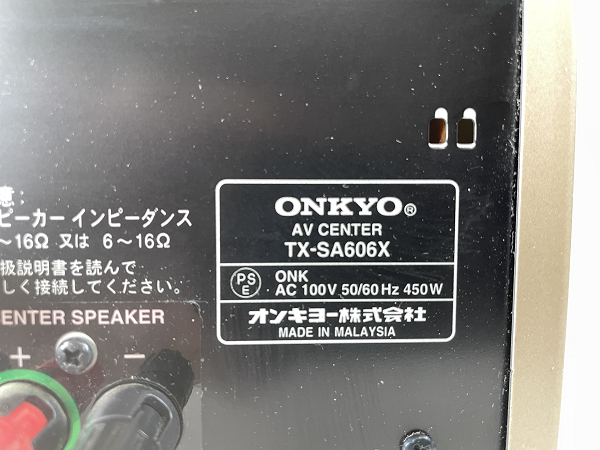 意:
ピーカー インピーダンス
～16Ω 又は 6～16Ω
扱説明書を読んで
しく接続してください。
ENTER SPEAKER
+ −
ONKYO®
AV CENTER
TX-SA606X
PS
E
ONK
AC 100V 50/60 Hz 450W
オンキヨー株式会社
MADE IN MALAYSIA